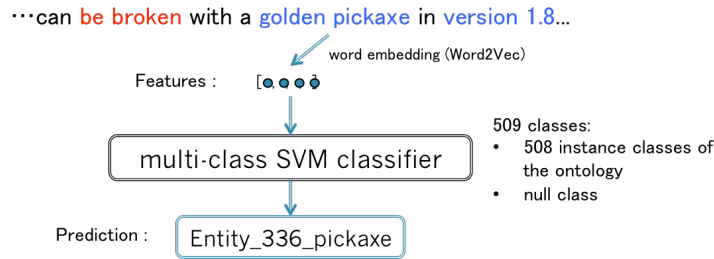 …can be broken with a golden pickaxe in version 1.8...
word embedding (Word2Vec)
Features :
[ , , , ]
509 classes:
• 508 instance classes of
the ontology
• null class
multi-class SVM classifier
Prediction :
Entity_336_pickaxe